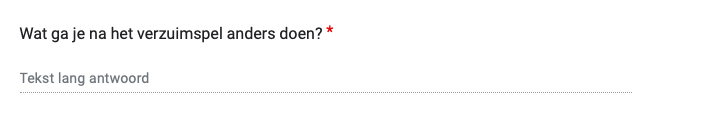 Wat ga je na het verzuimspel anders doen? *
Tekst lang antwoord